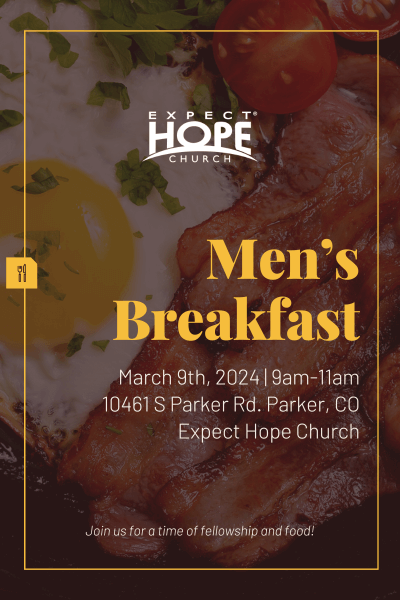 EXPECT®
HOPE
CHURCH
Men’s
Breakfast
March 9th, 2024 | 9am-11am
10461 S Parker Rd. Parker, CO
Expect Hope Church
Join us for a time of fellowship and food!